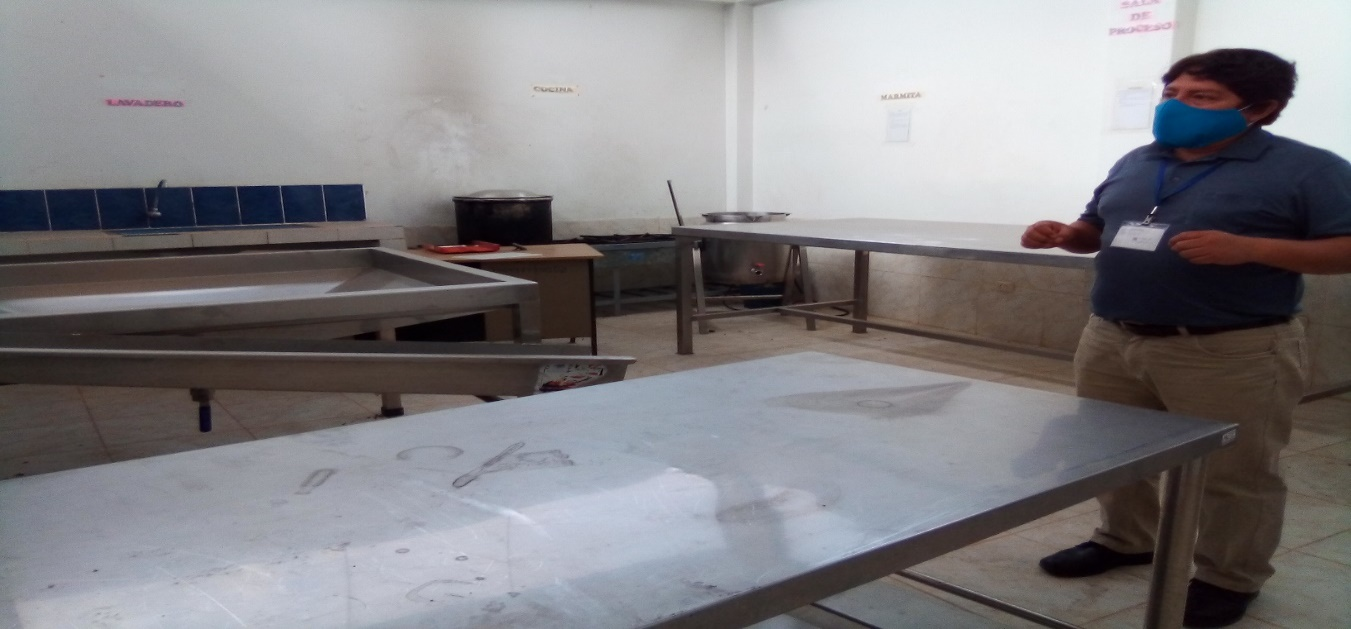 SALA
DE
PROCESO
LAVADERO
COCINA
MARMITA